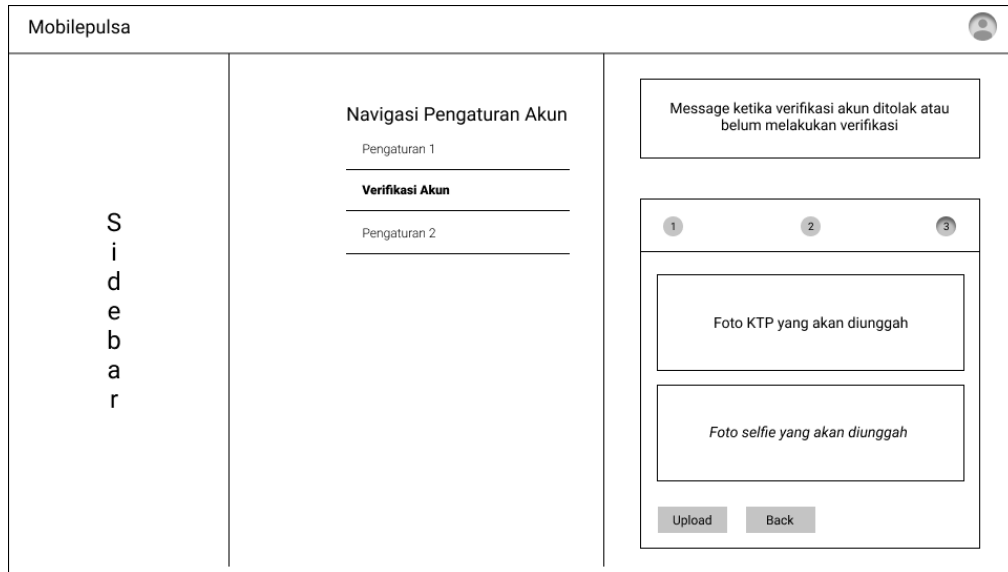 Mobilepulsa
S
i
d
e
b
a
r
Navigasi Pengaturan Akun
Pengaturan 1
Verifikasi Akun
Pengaturan 2
Message ketika verifikasi akun ditolak atau
belum melakukan verifikasi
1 2 3
Foto KTP yang akan diunggah
Foto selfie yang akan diunggah
Upload Back